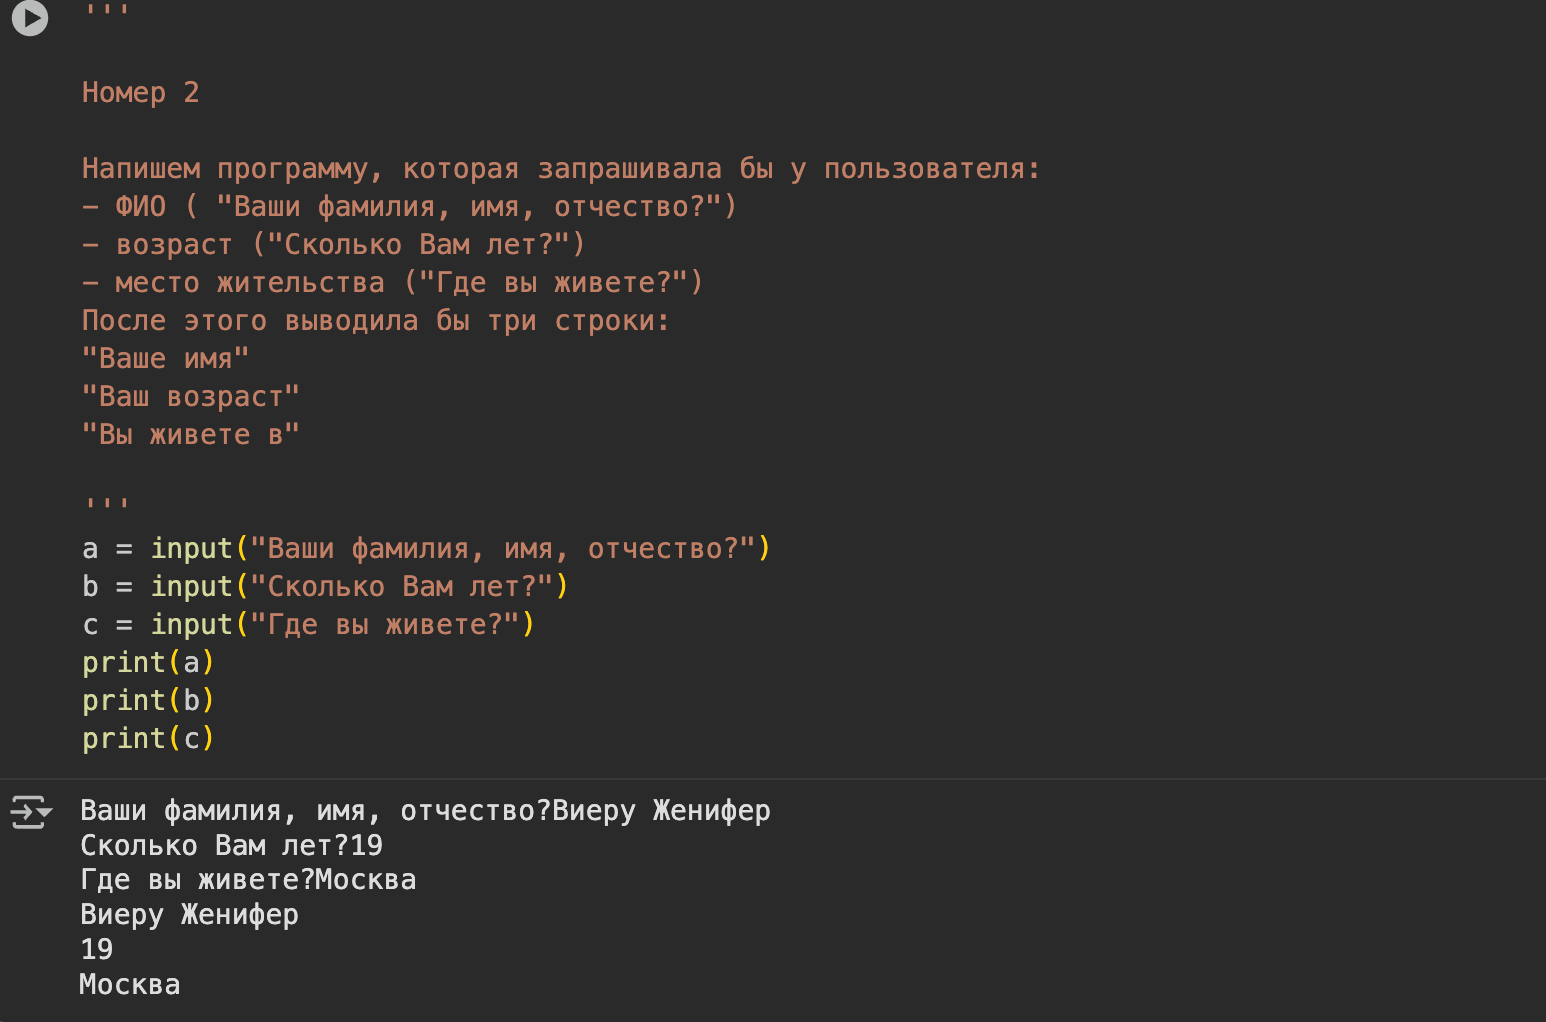 '''
Номер 2
Напишем программу, которая запрашивала бы у пользователя:
– ФИО ( "Ваши фамилия, имя, отчество?")
– возраст ("Сколько Вам лет?")
– место жительства ("Где вы живете?")
После этого выводила бы три строки:
"Ваше имя"
"Ваш возраст"
"Вы живете в"
'''
a = input("Ваши фамилия, имя, отчество?")
b = input("Сколько Вам лет?")
c = input("Где вы живете?")
print(a)
print(b)
print(c)
Ваши фамилия, имя, отчество?Виеру Женифер
Сколько Вам лет?19
Где вы живете?Москва
Виеру Женифер
19
Москва